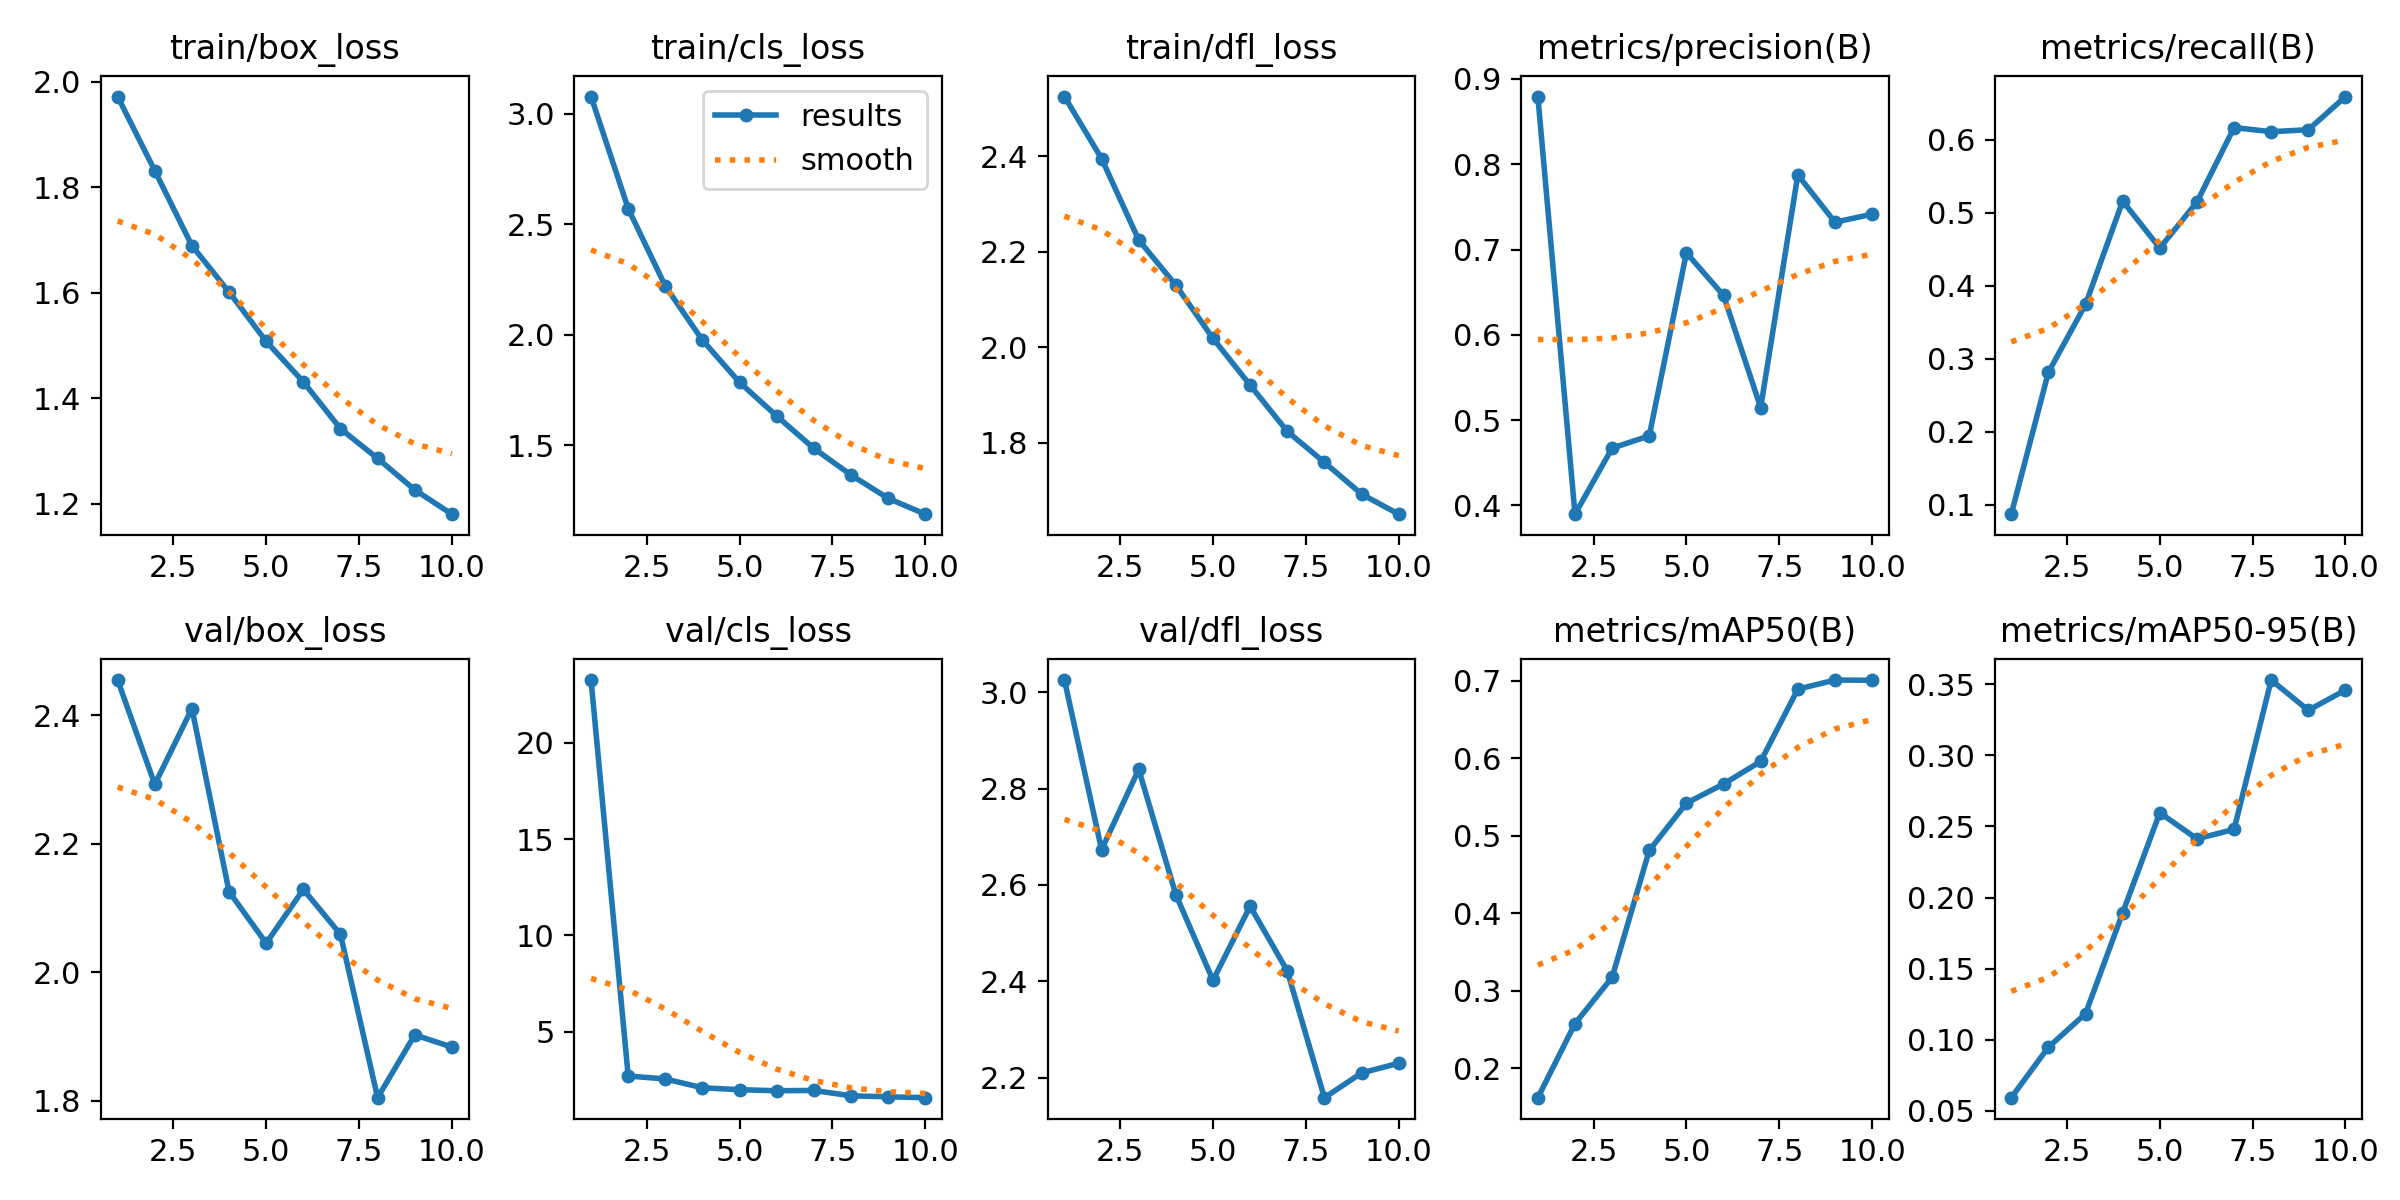 train/box_loss
2.0
1.8
1.6
1.4
1.2
2.5 5.0 7.5 10.0
train/cls_loss
results
smooth
3.0
2.5
2.0
1.5
2.5 5.0 7.5 10.0
train/dfl_loss
2.4
2.2
2.0
1.8
2.5 5.0 7.5 10.0
metrics/precision(B)
0.9
0.8
0.7
0.6
0.5
0.4
2.5 5.0 7.5 10.0
metrics/recall(B)
0.6
0.5
0.4
0.3
0.2
0.1
2.5 5.0 7.5 10.0
val/box_loss
2.4
2.2
2.0
1.8
2.5 5.0 7.5 10.0
val/cls_loss
20
15
10
5
2.5 5.0 7.5 10.0
val/dfl_loss
3.0
2.8
2.6
2.4
2.2
2.5 5.0 7.5 10.0
metrics/mAP50(B)
0.7
0.6
0.5
0.4
0.3
0.2
2.5 5.0 7.5 10.0
metrics/mAP50-95(B)
0.35
0.30
0.25
0.20
0.15
0.10
0.05
2.5 5.0 7.5 10.0